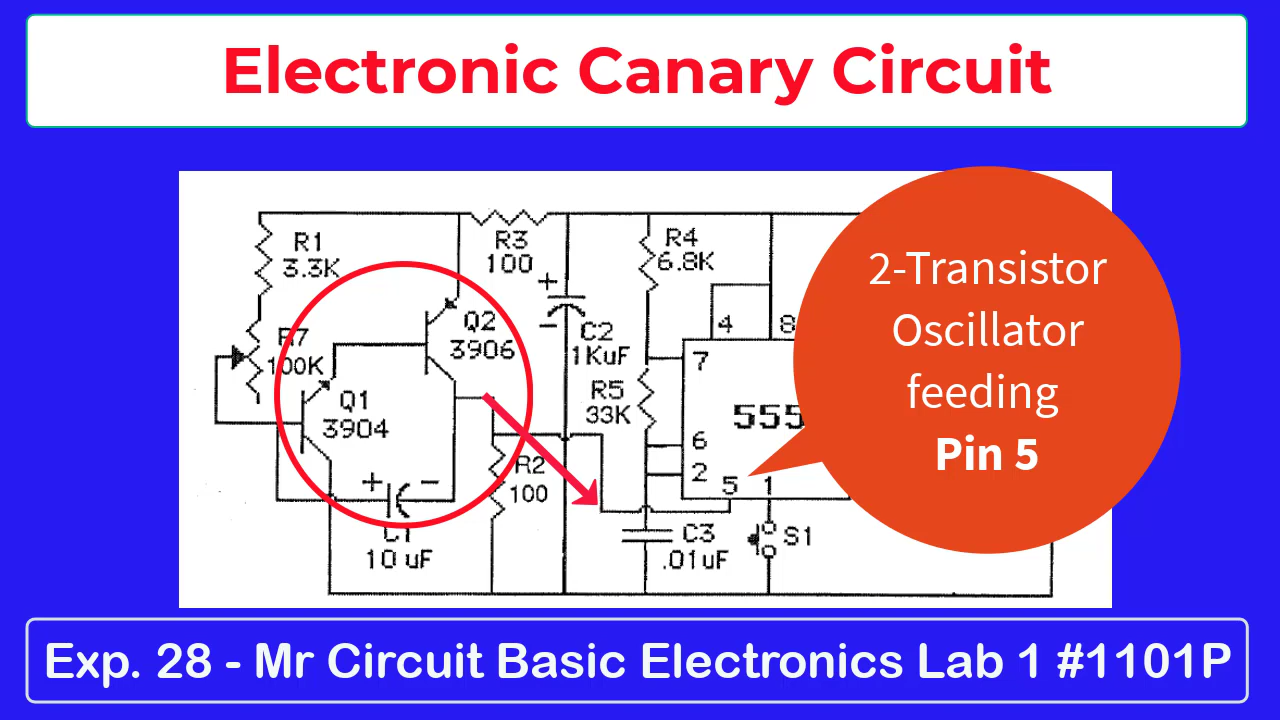 Electronic Canary Circuit
R1
3.3K
R3
100
R4
6.8K
+
-
C2
1KuF
4
8
R7
100K
Q2
3906
7
Q1
3904
R5
33K
555
6
2
5
1
+
-
R2
100
C1
10 uF
C3
.01uF
S1
2-Transistor
Oscillator
feeding
Pin 5
Exp. 28 - Mr Circuit Basic Electronics Lab 1 #1101P